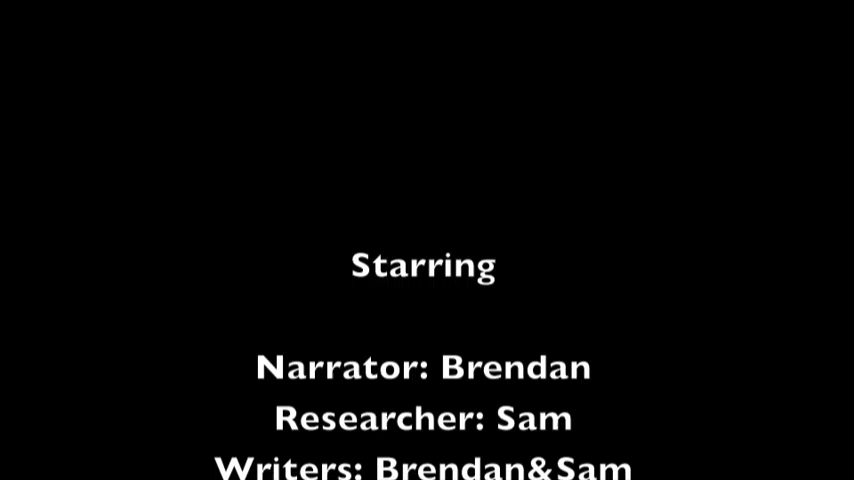 Starring
Narrator: Brendan
Researcher: Sam
Writers: Brendan&Sam